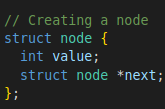 // Creating a node
struct node {
  int value;
  struct node *next;
};